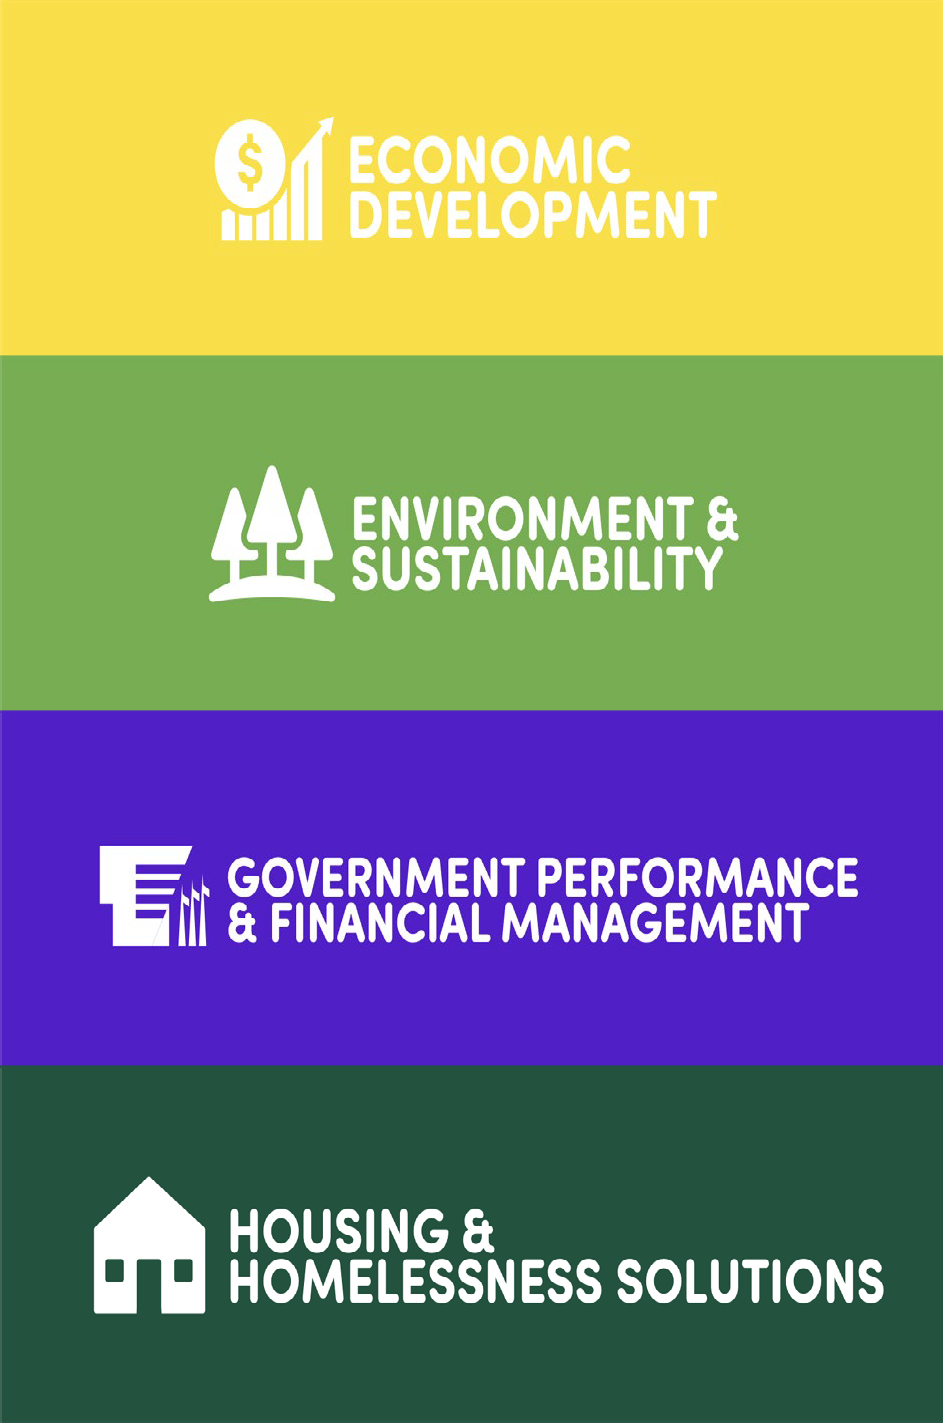 $
ECONOMIC
DEVELOPMENT
ENVIRONMENT &
SUSTAINABILITY
GOVERNMENT PERFORMANCE
& FINANCIAL MANAGEMENT
HOUSING &
HOMELESSNESS SOLUTIONS